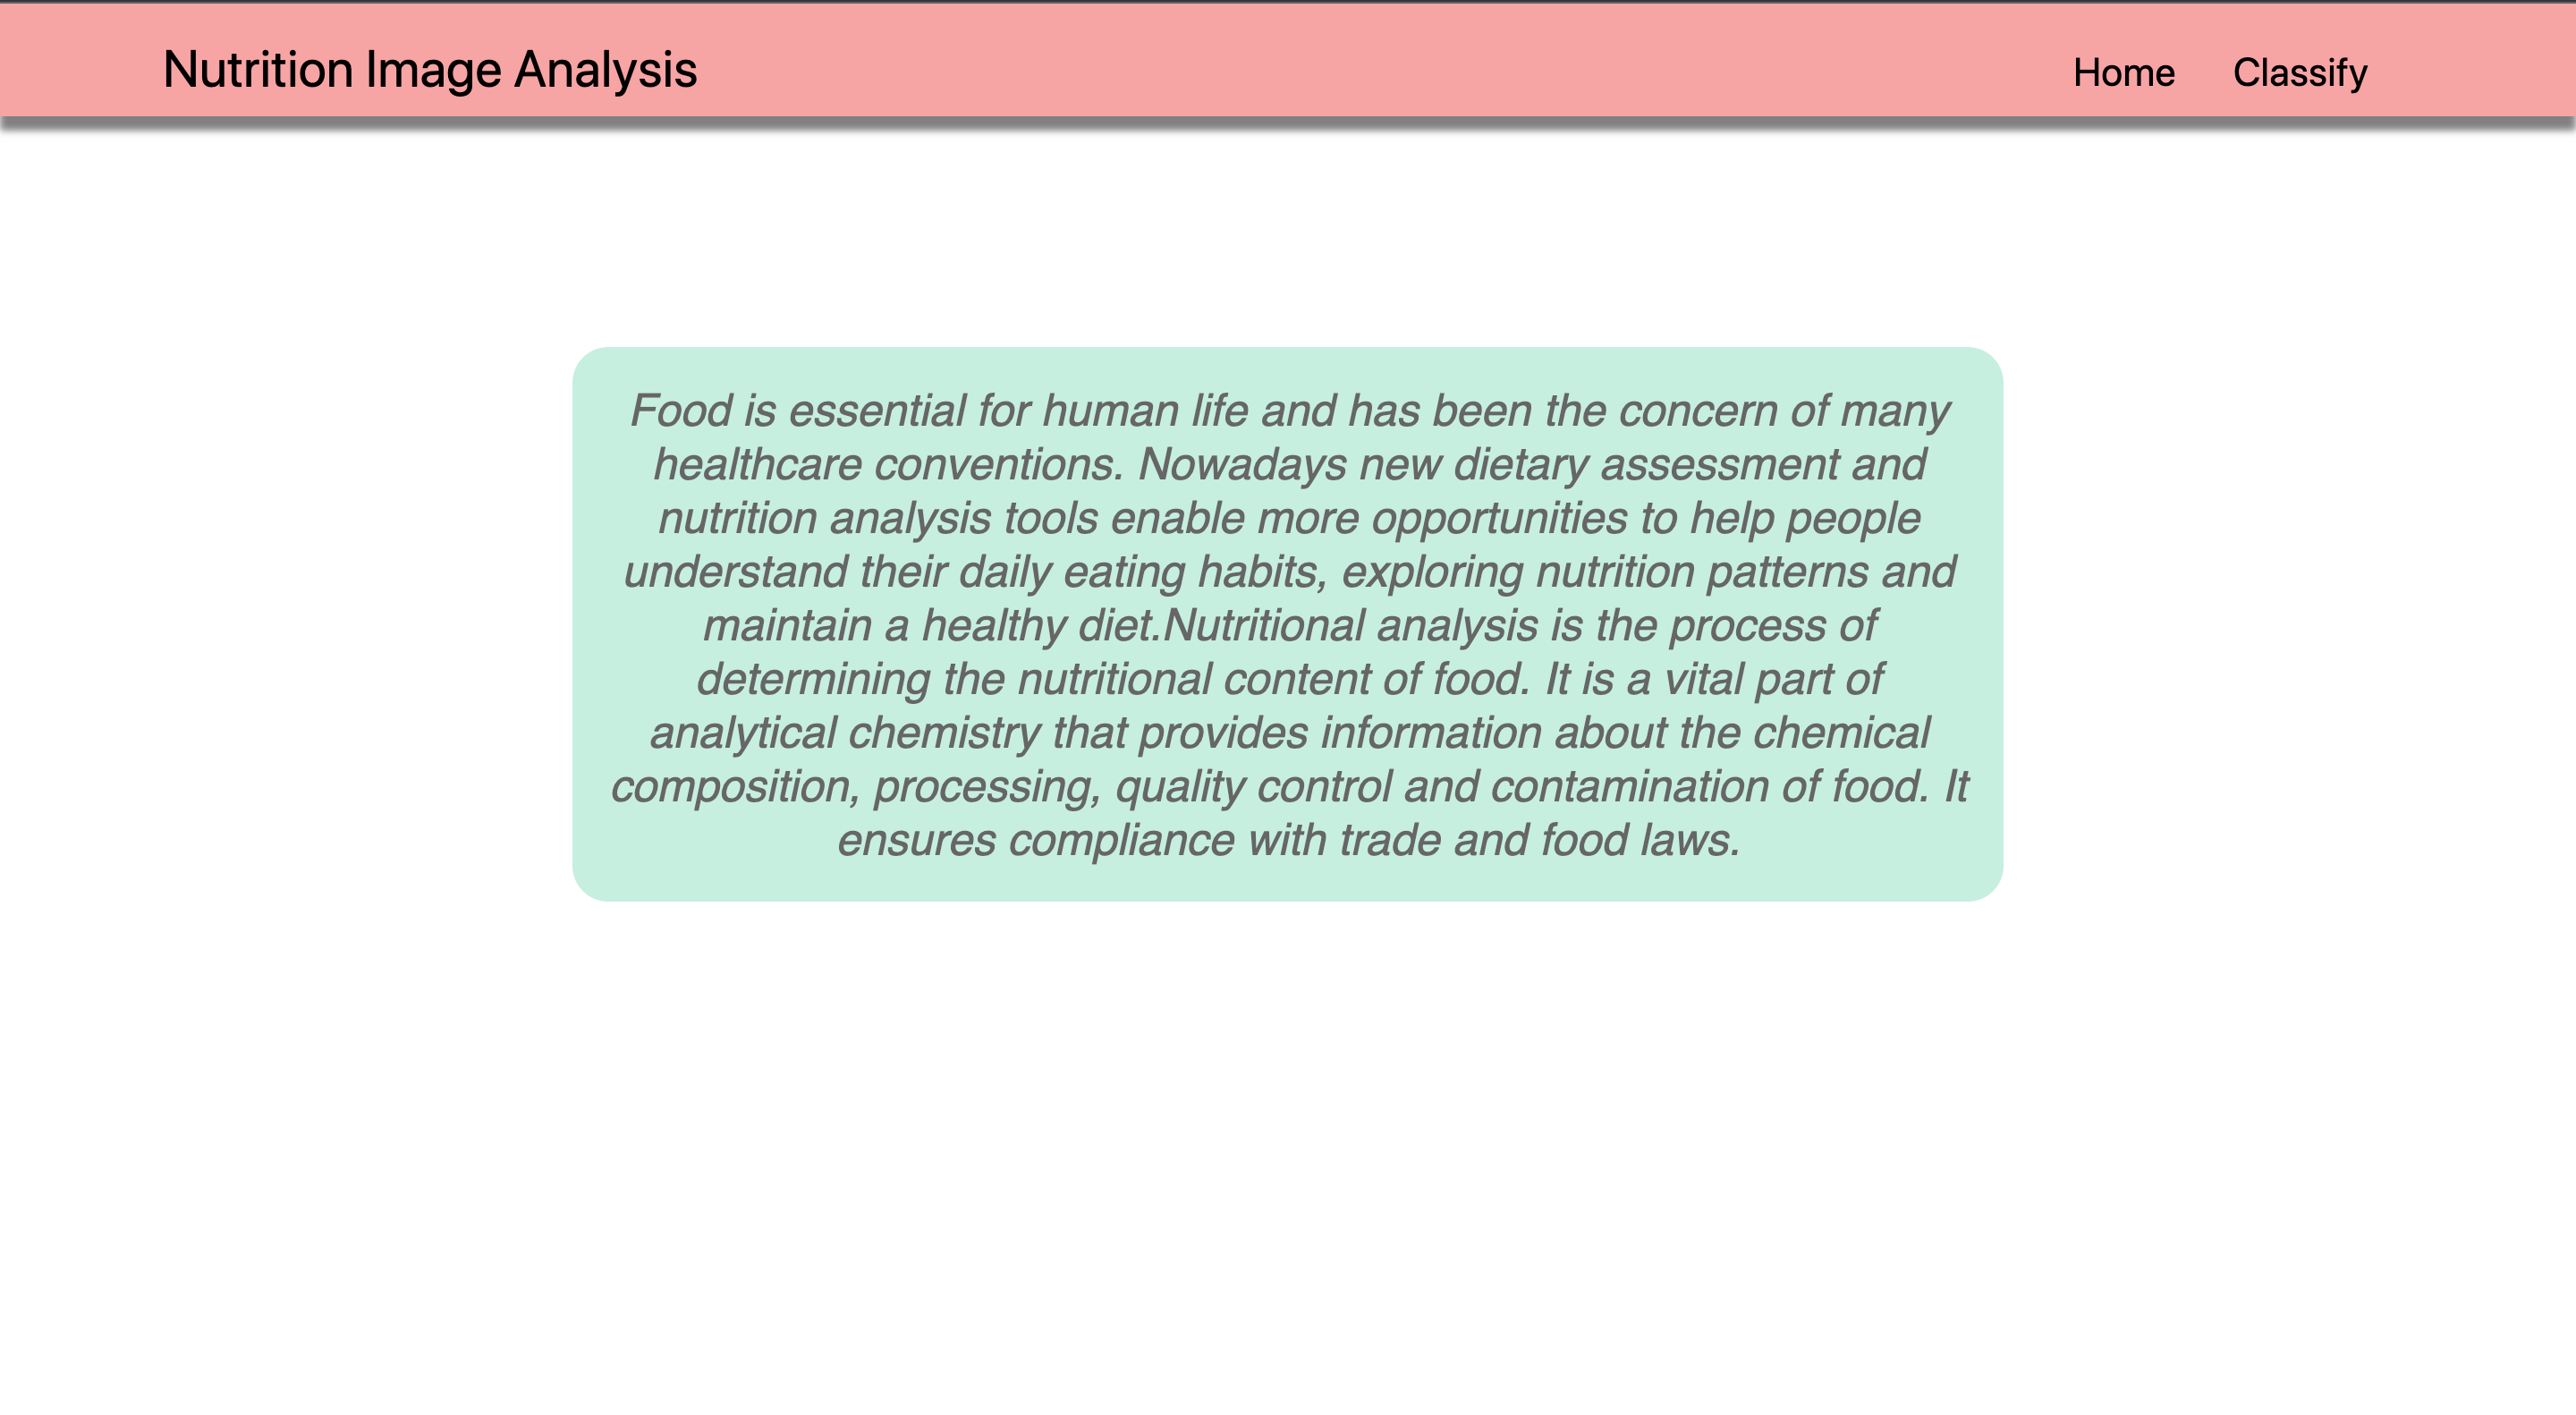 Nutrition Image Analysis
Home
Classify
Food is essential for human life and has been the concern of many
healthcare conventions. Nowadays new dietary assessment and
nutrition analysis tools enable more opportunities to help people
understand their daily eating habits, exploring nutrition patterns and
maintain a healthy diet.Nutritional analysis is the process of
determining the nutritional content of food. It is a vital part of
analytical chemistry that provides information about the chemical
composition, processing, quality control and contamination of food. It
ensures compliance with trade and food laws.